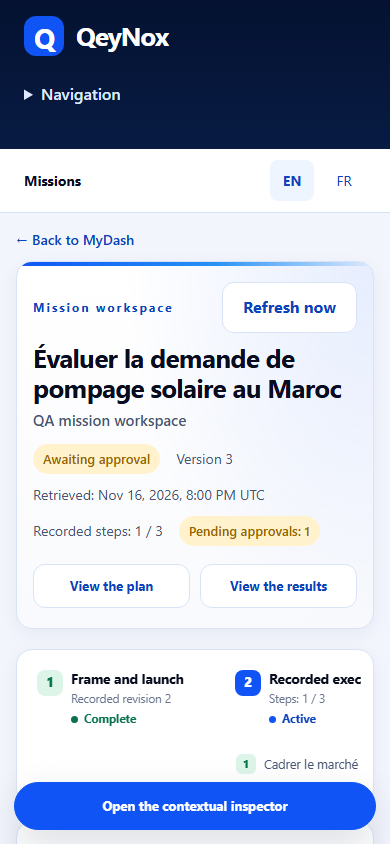 Q QeyNox
▶ Navigation
Missions EN FR
← Back to MyDash
Mission workspace Refresh now
Évaluer la demande de
pompage solaire au Maroc
QA mission workspace
Awaiting approval Version 3
Retrieved: Nov 16, 2026, 8:00 PM UTC
Recorded steps: 1 / 3 Pending approvals: 1
View the plan View the results
1 Frame and launch
Recorded revision 2
Complete
2 Recorded exec
Steps: 1 / 3
Active
1 Cadrer le marché
Open the contextual inspector